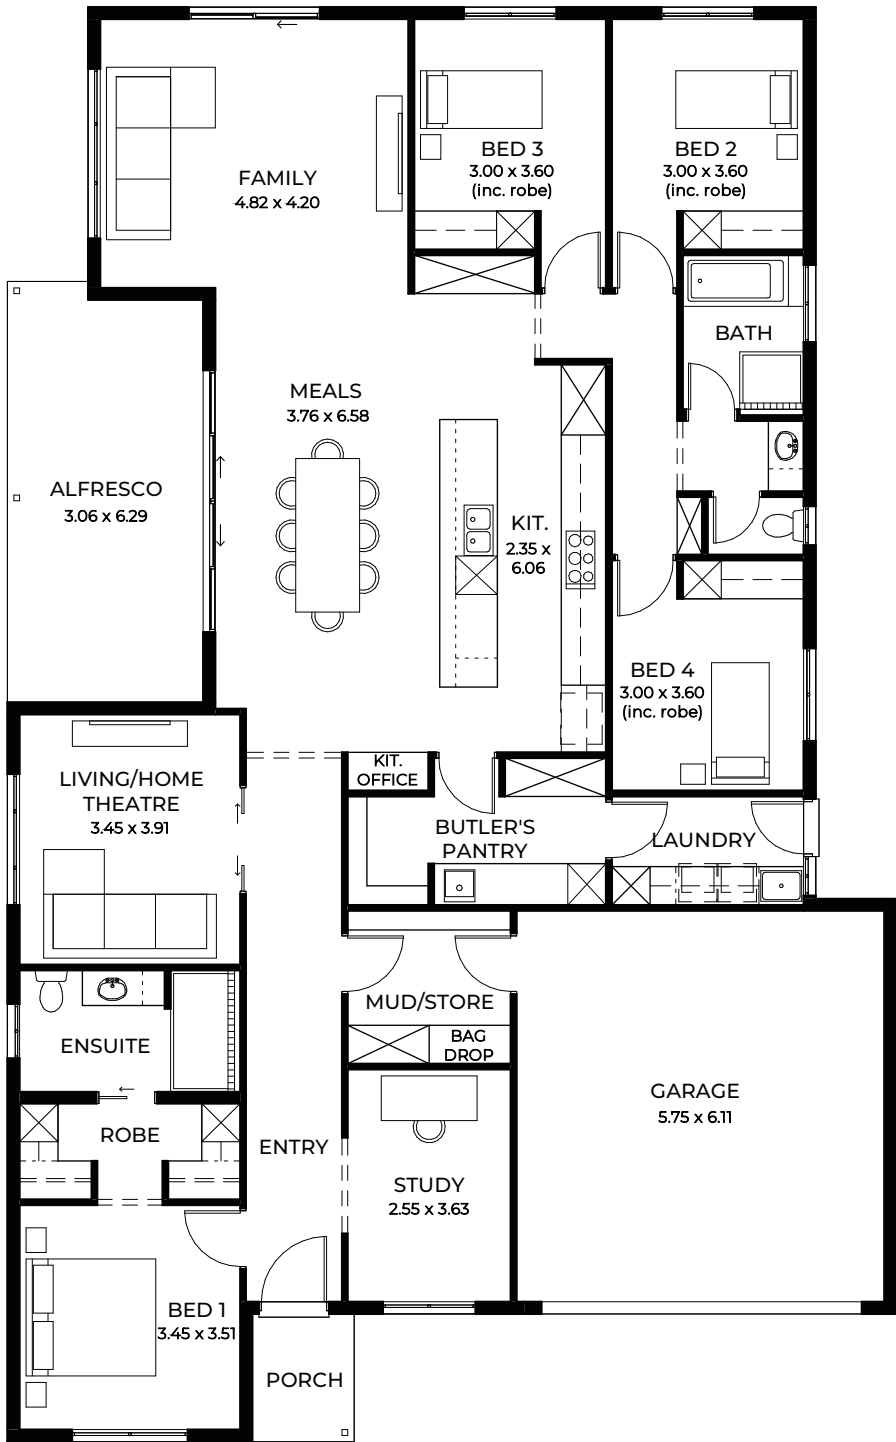 FAMILY
4.82 x 4.20
BED 3
3.00 x 3.60
(inc. robe)
BED 2
3.00 x 3.60
(inc. robe)
BATH
MEALS
3.76 x 6.58
ALFRESCO
3.06 x 6.29
KIT.
2.35 x
6.06
BED 4
3.00 x 3.60
(inc. robe)
LIVING/HOME
THEATRE
3.45 x 3.91
KIT.
OFFICE
BUTLER'S
PANTRY
LAUNDRY
MUD/STORE
BAG
DROP
ENSUITE
ROBE
ENTRY
STUDY
2.55 x 3.63
GARAGE
5.75 x 6.11
BED 1
3.45 x 3.51
PORCH